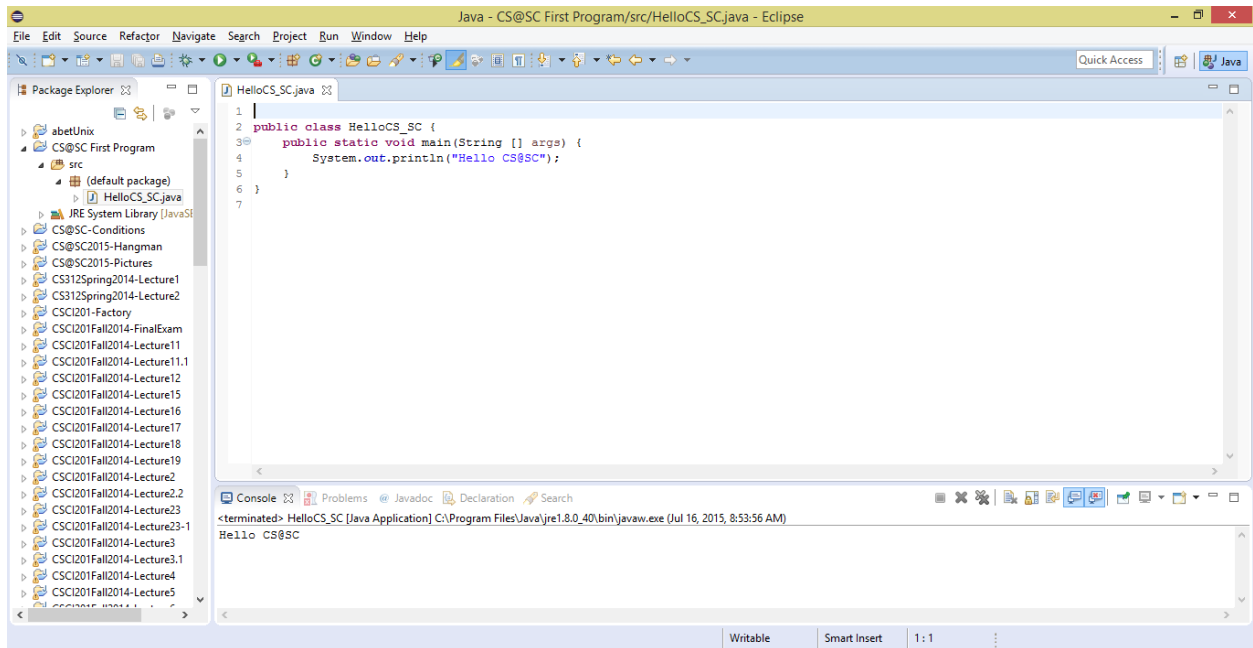 Java - CS@SC First Program/src/HelloCS_SC.java - Eclipse
File Edit Source Refactor Navigate Search Project Run Window Help
Quick Access
Java
Package Explorer
abetUnix
CS@SC First Program
src
(default package)
HelloCS_SC.java
JRE System Library [JavaSE
CS@SC-Conditions
CS@SC2015-Hangman
CS@SC2015-Pictures
CS312Spring2014-Lecture1
CS312Spring2014-Lecture2
CSCI201-Factory
CSCI201Fall2014-FinalExam
CSCI201Fall2014-Lecture11
CSCI201Fall2014-Lecture11.1
CSCI201Fall2014-Lecture12
CSCI201Fall2014-Lecture15
CSCI201Fall2014-Lecture16
CSCI201Fall2014-Lecture17
CSCI201Fall2014-Lecture18
CSCI201Fall2014-Lecture19
CSCI201Fall2014-Lecture2
CSCI201Fall2014-Lecture2.2
CSCI201Fall2014-Lecture23
CSCI201Fall2014-Lecture23-1
CSCI201Fall2014-Lecture3
CSCI201Fall2014-Lecture3.1
CSCI201Fall2014-Lecture4
CSCI201Fall2014-Lecture5
HelloCS_SC.java
1
2 public class HelloCS_SC {
3 public static void main(String [] args) {
4 System.out.println("Hello CS@SC");
5 }
6 }
7
Console Problems @ Javadoc Declaration Search
<terminated> HelloCS_SC [Java Application] C:\Program Files\Java\jre1.8.0_40\bin\javaw.exe (Jul 16, 2015, 8:53:56 AM)
Hello CS@SC
Writable Smart Insert 1 : 1